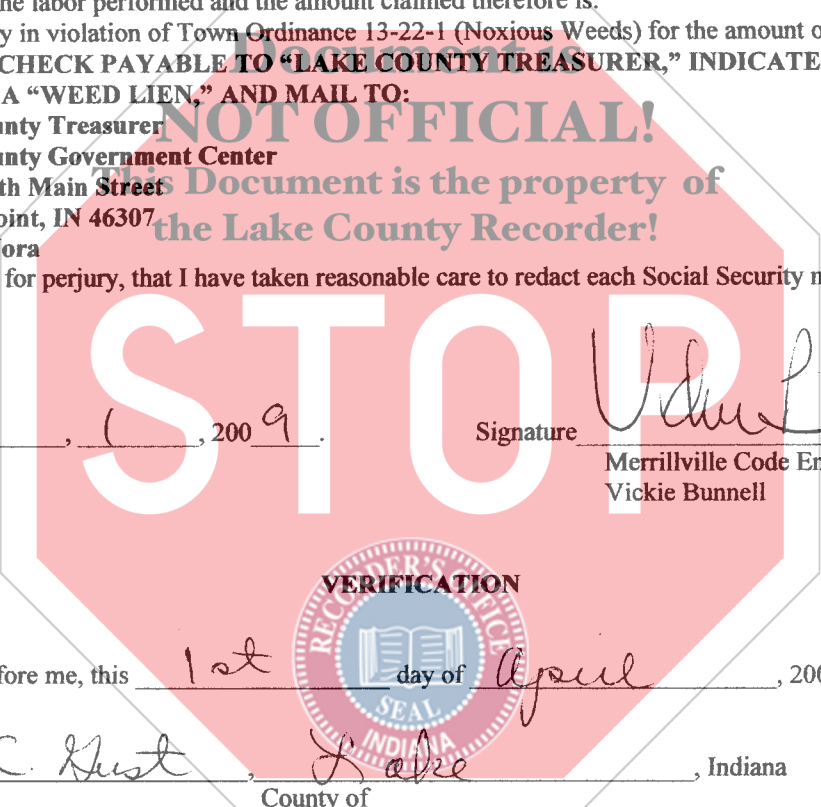 the labor performed and the amount claimed therefore is:
y in violation of Town Ordinance 13-22-1 (Noxious Weeds) for the amount o
Document is
CHECK PAYABLE TO “LAKE COUNTY TREASURER,” INDICATE
A “WEED LIEN,” AND MAIL TO:
unty Treasurer
NOT OFFICIAL!
unty Government Center
th Main Street
This Document is the property of
oint, IN 46307
the Lake County Recorder!
ora
for perjury, that I have taken reasonable care to redact each Social Security n
STOP
, 1, 200 9. Signature
Merrillville Code En
Vickie Bunnell
VERIFICATION
RECORDER'S OFFICE
fore me, this 1st day of April, 200
SEAL
INDIANA
C. Gust, Lake, Indiana
County of